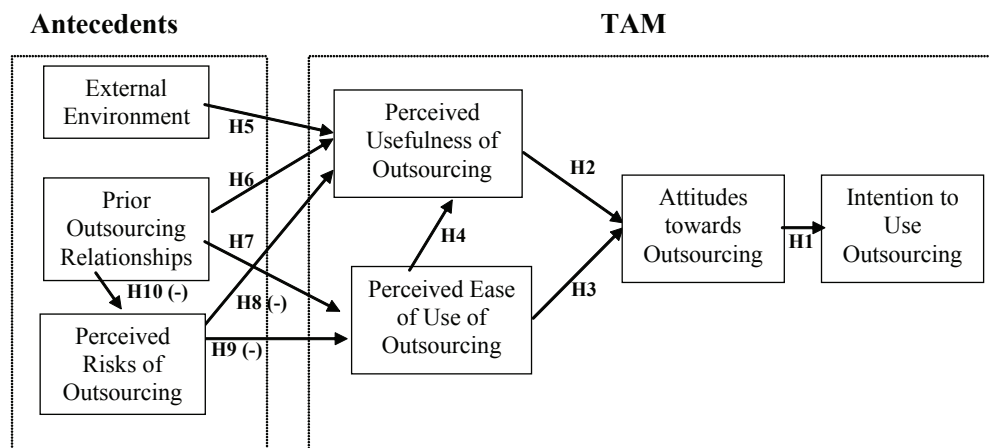 Antecedents
TAM
External
Environment
H5
Prior
Outsourcing
Relationships
H6
H7
H10 (-)
Perceived
Risks of
Outsourcing
H8 (-)
H9 (-)
Perceived
Usefulness of
Outsourcing
H4
Perceived Ease
of Use of
Outsourcing
H2
H3
Attitudes
towards
Outsourcing
H1
Intention to
Use
Outsourcing